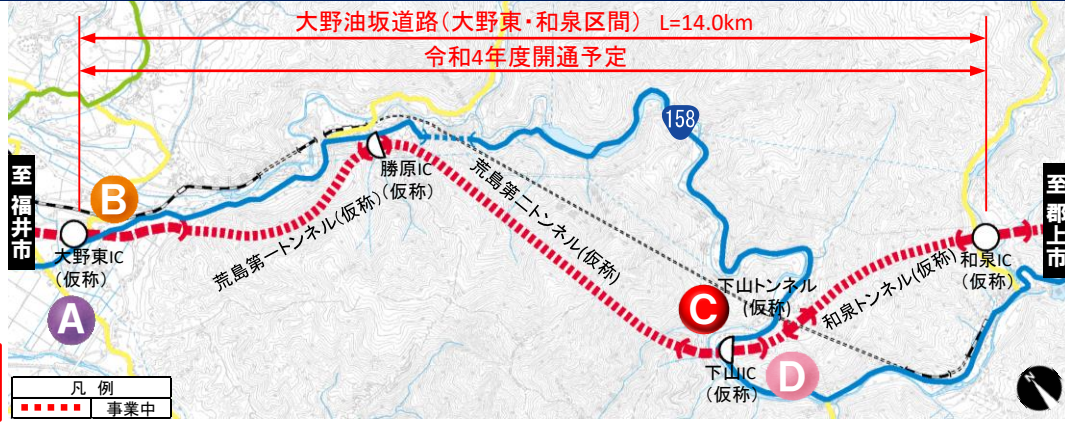 大野油坂道路(大野東・和泉区間) L=14.0km
令和4年度開通予定
158
至 福井市
B
大野東IC
(仮称)
A
荒島第一トンネル(仮称)
勝原IC
(仮称)
荒島第二トンネル(仮称)
C
下山トンネル
(仮称)
下山IC
(仮称)
D
和泉トンネル(仮称)
和泉IC
(仮称)
至 郡上市
凡 例
事業中
N